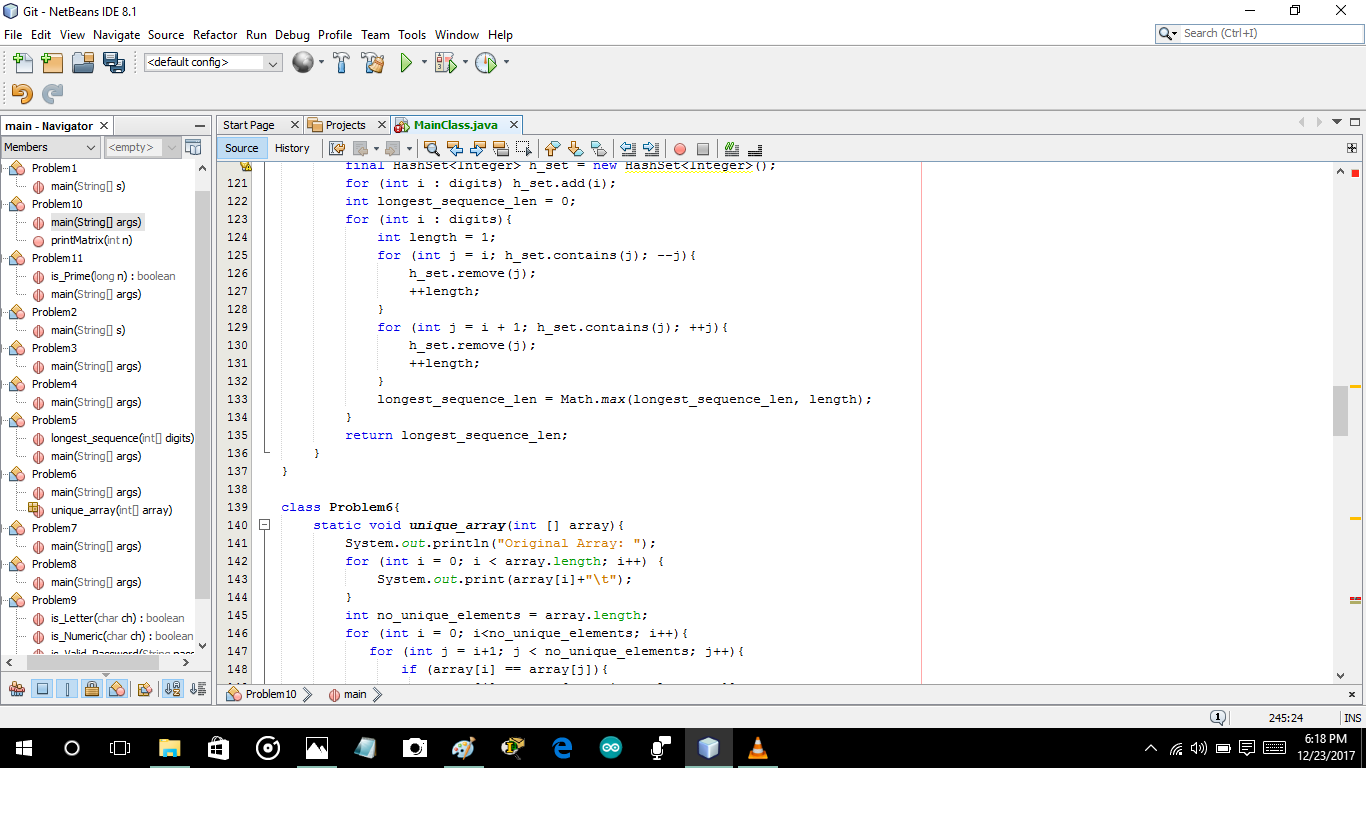 Git - NetBeans IDE 8.1
File Edit View Navigate Source Refactor Run Debug Profile Team Tools Window Help
Search (Ctrl+I)
<default config>
main - Navigator
Members
<empty>
Problem1
main(String[] s)
Problem10
main(String[] args)
printMatrix(int n)
Problem11
is_Prime(long n) : boolean
main(String[] args)
Problem2
main(String[] s)
Problem3
main(String[] args)
Problem4
main(String[] args)
Problem5
longest_sequence(int[] digits)
main(String[] args)
Problem6
main(String[] args)
unique_array(int[] array)
Problem7
main(String[] args)
Problem8
main(String[] args)
Problem9
is_Letter(char ch) : boolean
is_Numeric(char ch) : boolean
Start Page Projects MainClass.java
Source History
final HashSet<Integer> h_set = new HashSet<Integer>();
121 for (int i : digits) h_set.add(i);
122 int longest_sequence_len = 0;
123 for (int i : digits){
124 int length = 1;
125 for (int j = i; h_set.contains(j); --j){
126 h_set.remove(j);
127 ++length;
128 }
129 for (int j = i + 1; h_set.contains(j); ++j){
130 h_set.remove(j);
131 ++length;
132 }
133 longest_sequence_len = Math.max(longest_sequence_len, length);
134 }
135 return longest_sequence_len;
136 }
137 }
138
139 class Problem6{
140 static void unique_array(int [] array){
141 System.out.println("Original Array: ");
142 for (int i = 0; i < array.length; i++) {
143 System.out.print(array[i]+"\t");
144 }
145 int no_unique_elements = array.length;
146 for (int i = 0; i<no_unique_elements; i++){
147 for (int j = i+1; j < no_unique_elements; j++){
148 if (array[i] == array[j]){
Problem10 main
1
245:24 INS
6:18 PM
12/23/2017